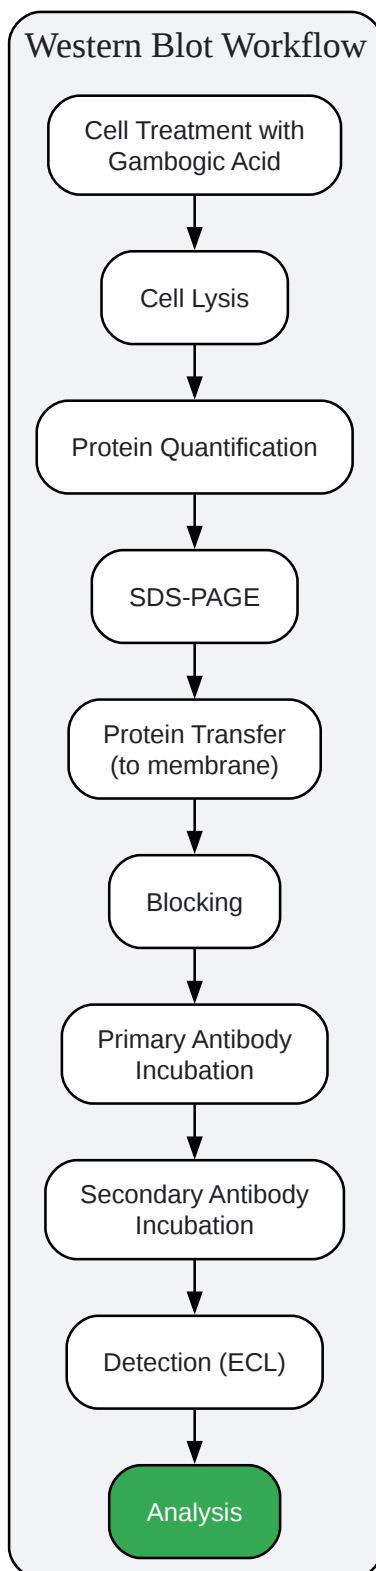 Western Blot Workflow
Cell Treatment with
Gambogic Acid
Cell Lysis
Protein Quantification
SDS-PAGE
Protein Transfer
(to membrane)
Blocking
Primary Antibody
Incubation
Secondary Antibody
Incubation
Detection (ECL)
Analysis